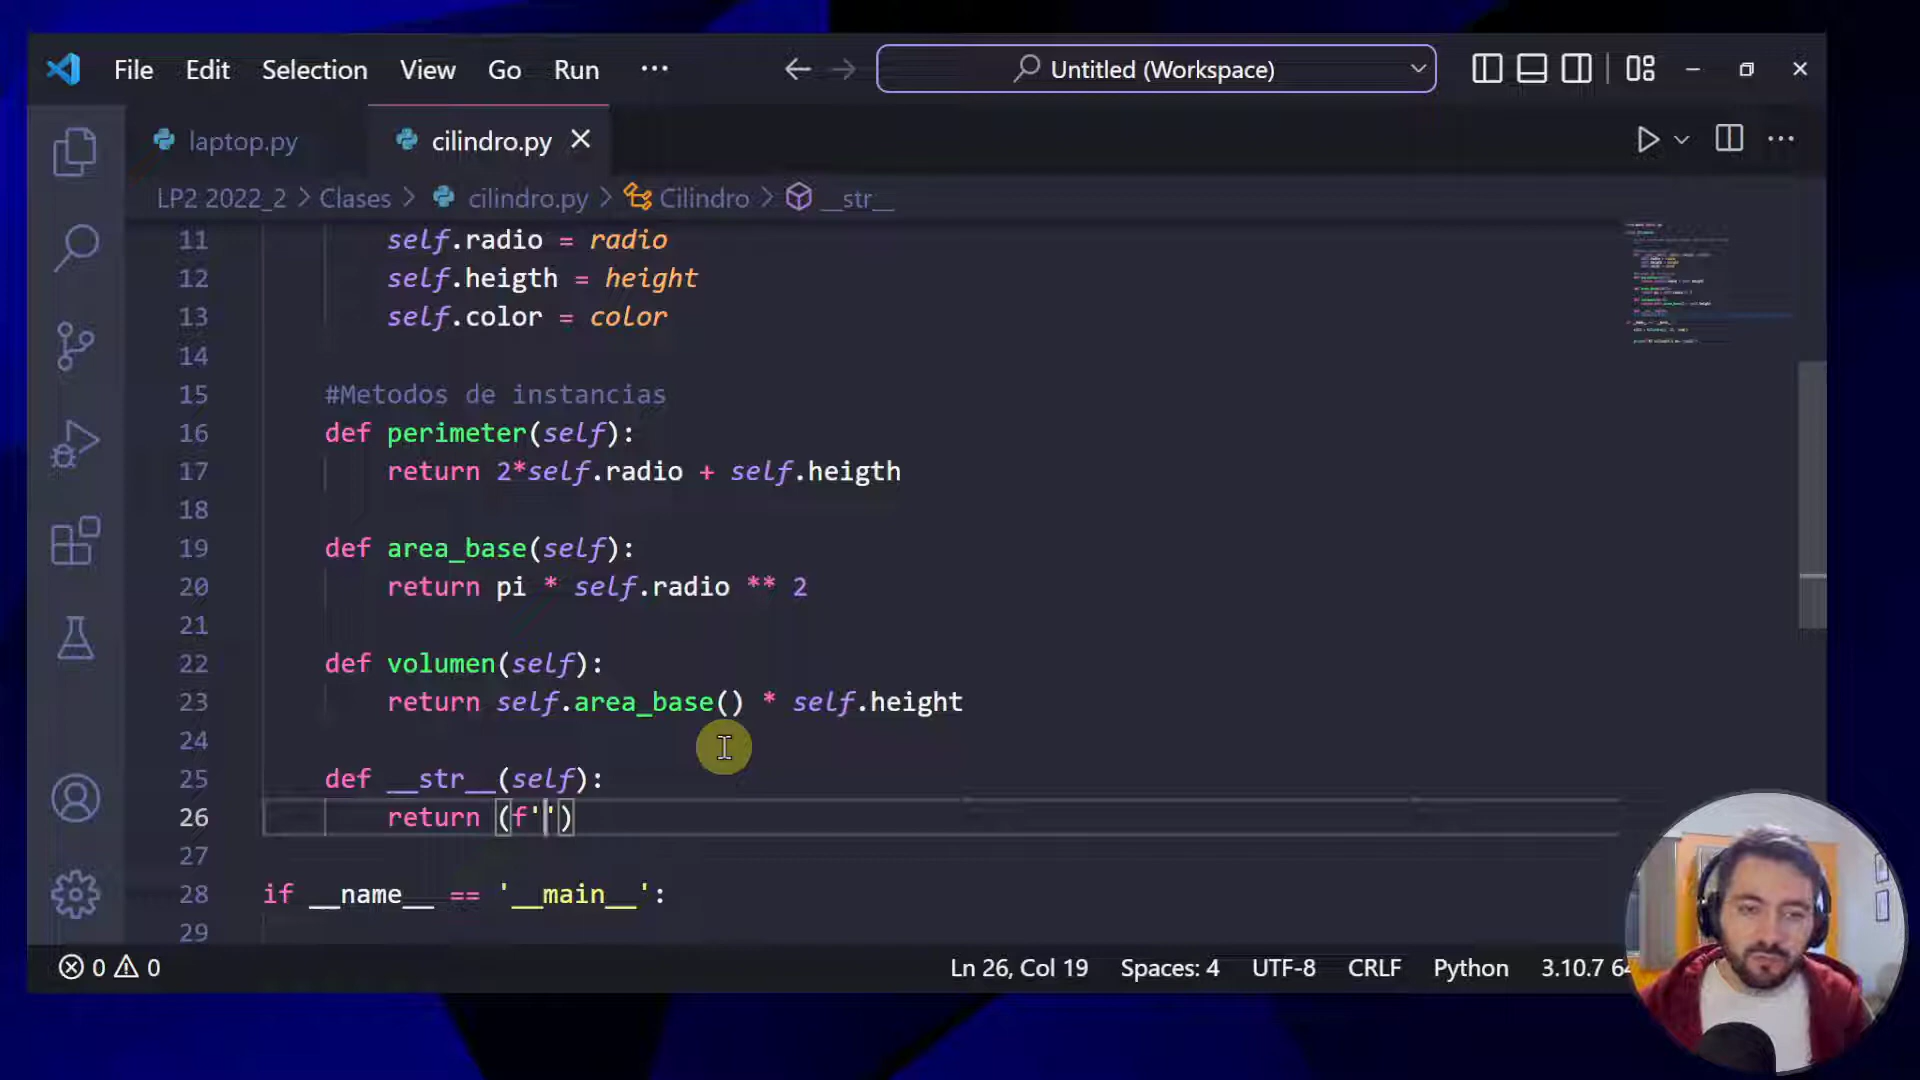 File Edit Selection View Go Run ··· Untitled (Workspace)
laptop.py cilindro.py
LP2 2022_2 > Clases > cilindro.py > Cilindro > __str__
11 self.radio = radio
12 self.heigth = height
13 self.color = color
14
15 #Metodos de instancias
16 def perimeter(self):
17 return 2*self.radio + self.heigth
18
19 def area_base(self):
20 return pi * self.radio ** 2
21
22 def volumen(self):
23 return self.area_base() * self.height
24
25 def __str__(self):
26 return (f'')
27
28 if __name__ == '__main__':
29
0 0 Ln 26, Col 19 Spaces: 4 UTF-8 CRLF Python 3.10.7 64